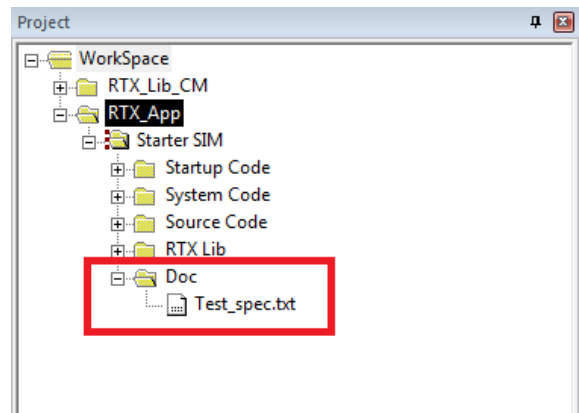 Project
WorkSpace
RTX_Lib_CM
RTX_App
Starter SIM
Startup Code
System Code
Source Code
RTX Lib
Doc
Test_spec.txt